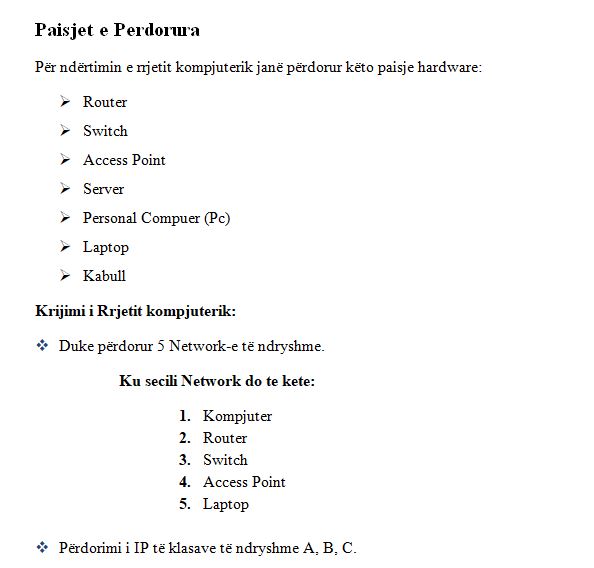 Paisjet e Perdorura
Për ndërtimin e rrjetit kompjuterik janë përdorur këto paisje hardware:
➢ Router
➢ Switch
➢ Access Point
➢ Server
➢ Personal Compuer (Pc)
➢ Laptop
➢ Kabull
Krijimi i Rrjetit kompjuterik:
❖ Duke përdorur 5 Network-e të ndryshme.
Ku secili Network do te kete:
1. Kompjuter
2. Router
3. Switch
4. Access Point
5. Laptop
❖ Përdorimi i IP të klasave të ndryshme A, B, C.